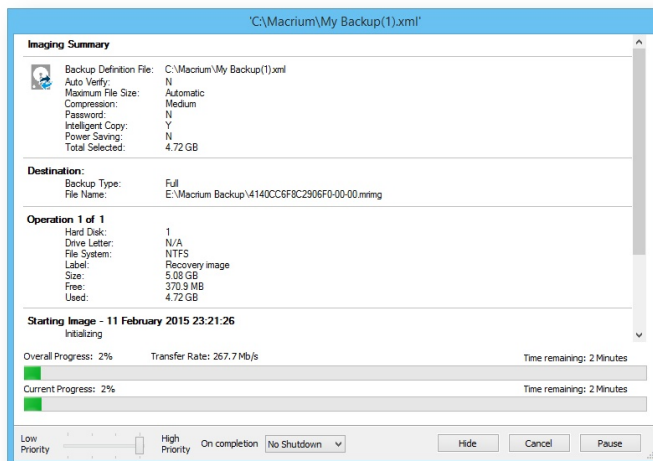 'C:\Macrium\My Backup(1).xml'
Imaging Summary
Backup Definition File: C:\Macrium\My Backup(1).xml
Auto Verify: N
Maximum File Size: Automatic
Compression: Medium
Password: N
Intelligent Copy: Y
Power Saving: N
Total Selected: 4.72 GB
Destination:
Backup Type: Full
File Name: E:\Macrium Backup\4140CC6F8C2906F0-00-00.mrimg
Operation 1 of 1
Hard Disk: 1
Drive Letter: N/A
File System: NTFS
Label: Recovery image
Size: 5.08 GB
Free: 370.9 MB
Used: 4.72 GB
Starting Image - 11 February 2015 23:21:26
Initializing
Overall Progress: 2% Transfer Rate: 267.7 Mb/s Time remaining: 2 Minutes
Current Progress: 2% Time remaining: 2 Minutes
Low Priority High Priority On completion No Shutdown Hide Cancel Pause